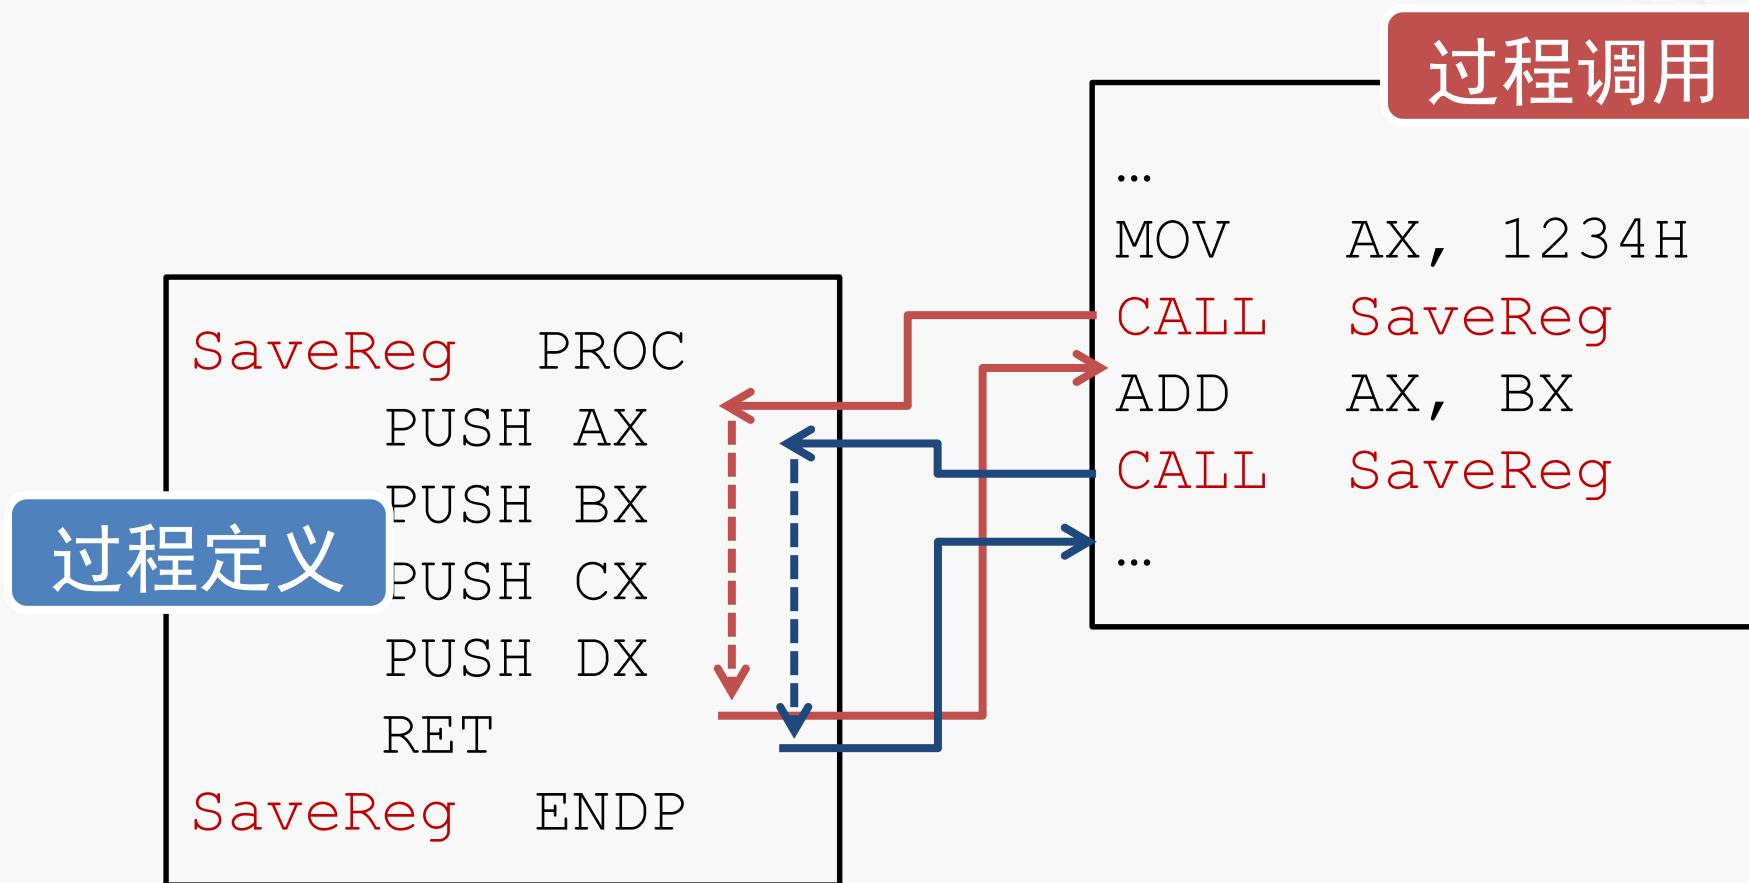 过程调用
…
MOV AX, 1234H
CALL SaveReg
ADD AX, BX
CALL SaveReg
…
过程定义
SaveReg PROC
PUSH AX
PUSH BX
PUSH CX
PUSH DX
RET
SaveReg ENDP